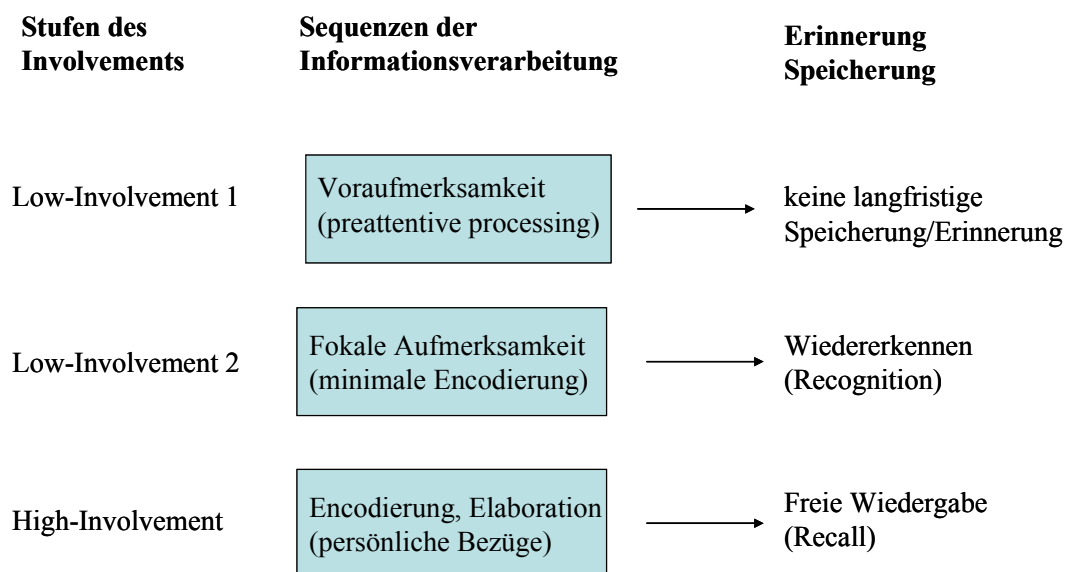 Stufen des
Involvements
Sequenzen der
Informationsverarbeitung
Erinnerung
Speicherung
Low-Involvement 1
Voraufmerksamkeit
(preattentive processing)
keine langfristige
Speicherung/Erinnerung
Low-Involvement 2
Fokale Aufmerksamkeit
(minimale Encodierung)
Wiedererkennen
(Recognition)
High-Involvement
Encodierung, Elaboration
(persönliche Bezüge)
Freie Wiedergabe
(Recall)